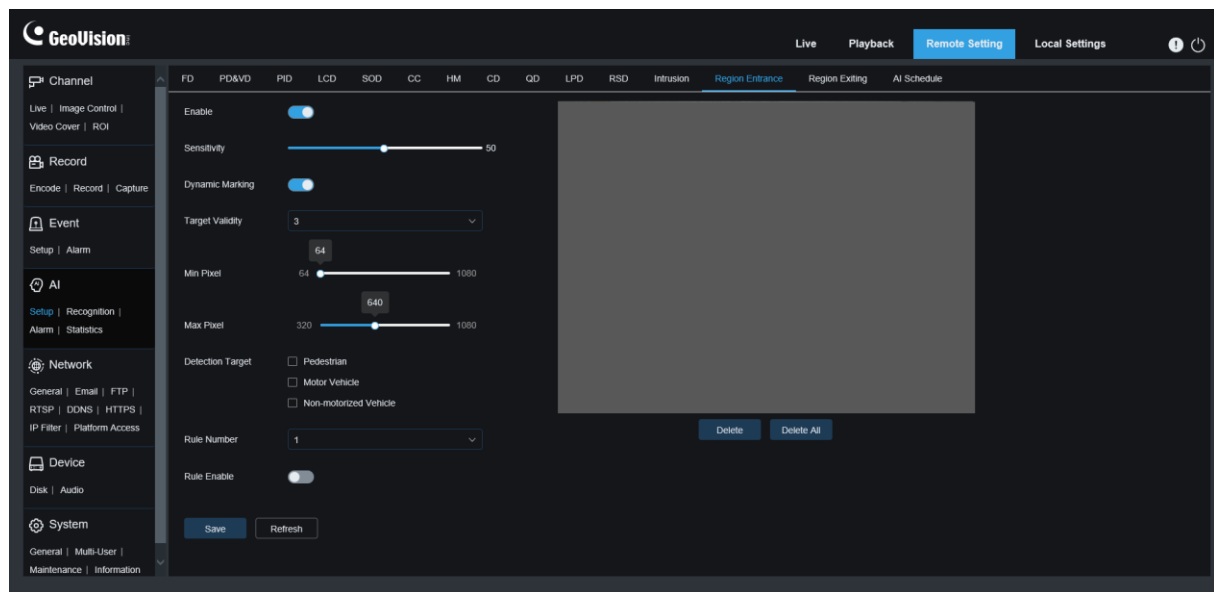 GeoVision
Live Playback Remote Setting Local Settings
Channel
Live | Image Control |
Video Cover | ROI
Record
Encode | Record | Capture
Event
Setup | Alarm
AI
Setup | Recognition |
Alarm | Statistics
Network
General | Email | FTP |
RTSP | DDNS | HTTPS |
IP Filter | Platform Access
Device
Disk | Audio
System
General | Multi-User |
Maintenance | Information
FD PD&VD PID LCD SOD CC HM CD QD LPD RSD Intrusion Region Entrance Region Exiting AI Schedule
Enable
Sensitivity 50
Dynamic Marking
Target Validity 3
64
Min Pixel 64 1080
640
Max Pixel 320 1080
Detection Target Pedestrian
Motor Vehicle
Non-motorized Vehicle
Rule Number 1
Rule Enable
Save Refresh
Delete Delete All